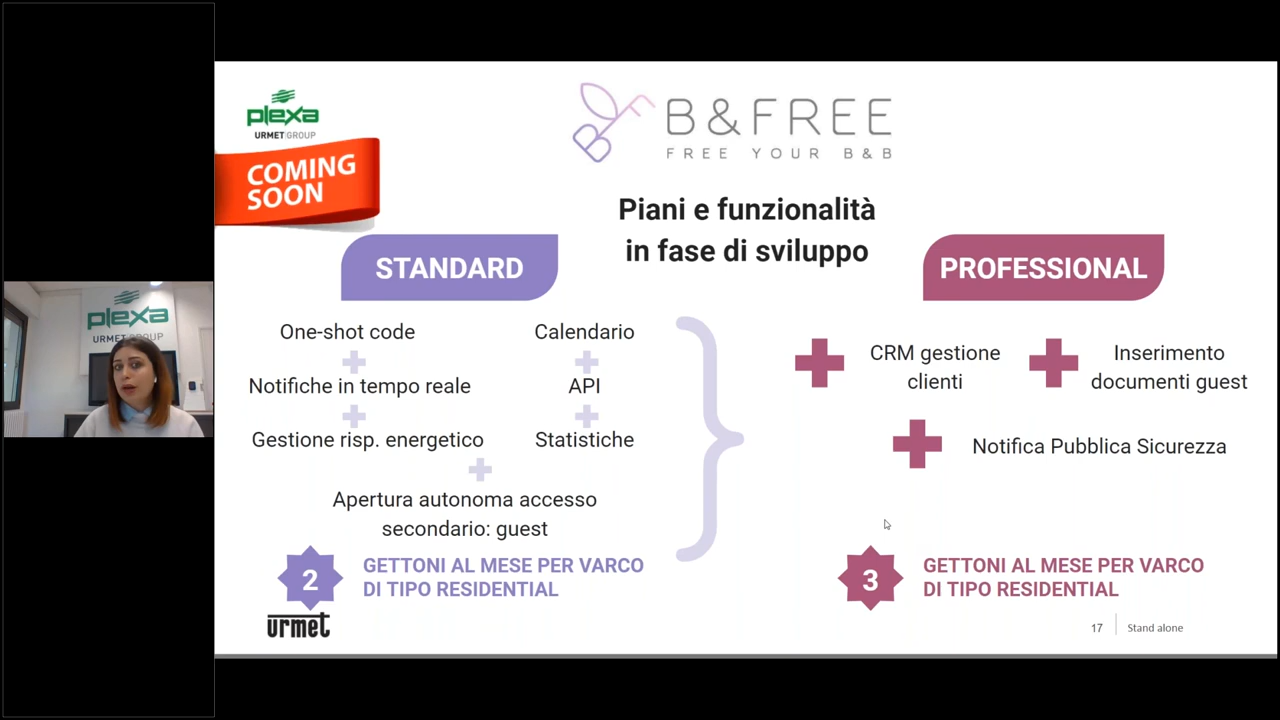 plexa
URMET GROUP
COMING
SOON
B&FREE
FREE YOUR B&B
Piani e funzionalità
in fase di sviluppo
STANDARD
One-shot code
Calendario
Notifiche in tempo reale
API
Gestione risp. energetico
Statistiche
Apertura autonoma accesso
secondario: guest
2
GETTONI AL MESE PER VARCO
DI TIPO RESIDENTIAL
PROFESSIONAL
CRM gestione
clienti
Inserimento
documenti guest
Notifica Pubblica Sicurezza
3
GETTONI AL MESE PER VARCO
DI TIPO RESIDENTIAL
urmet
17
Stand alone
plexa
URMET GROUP